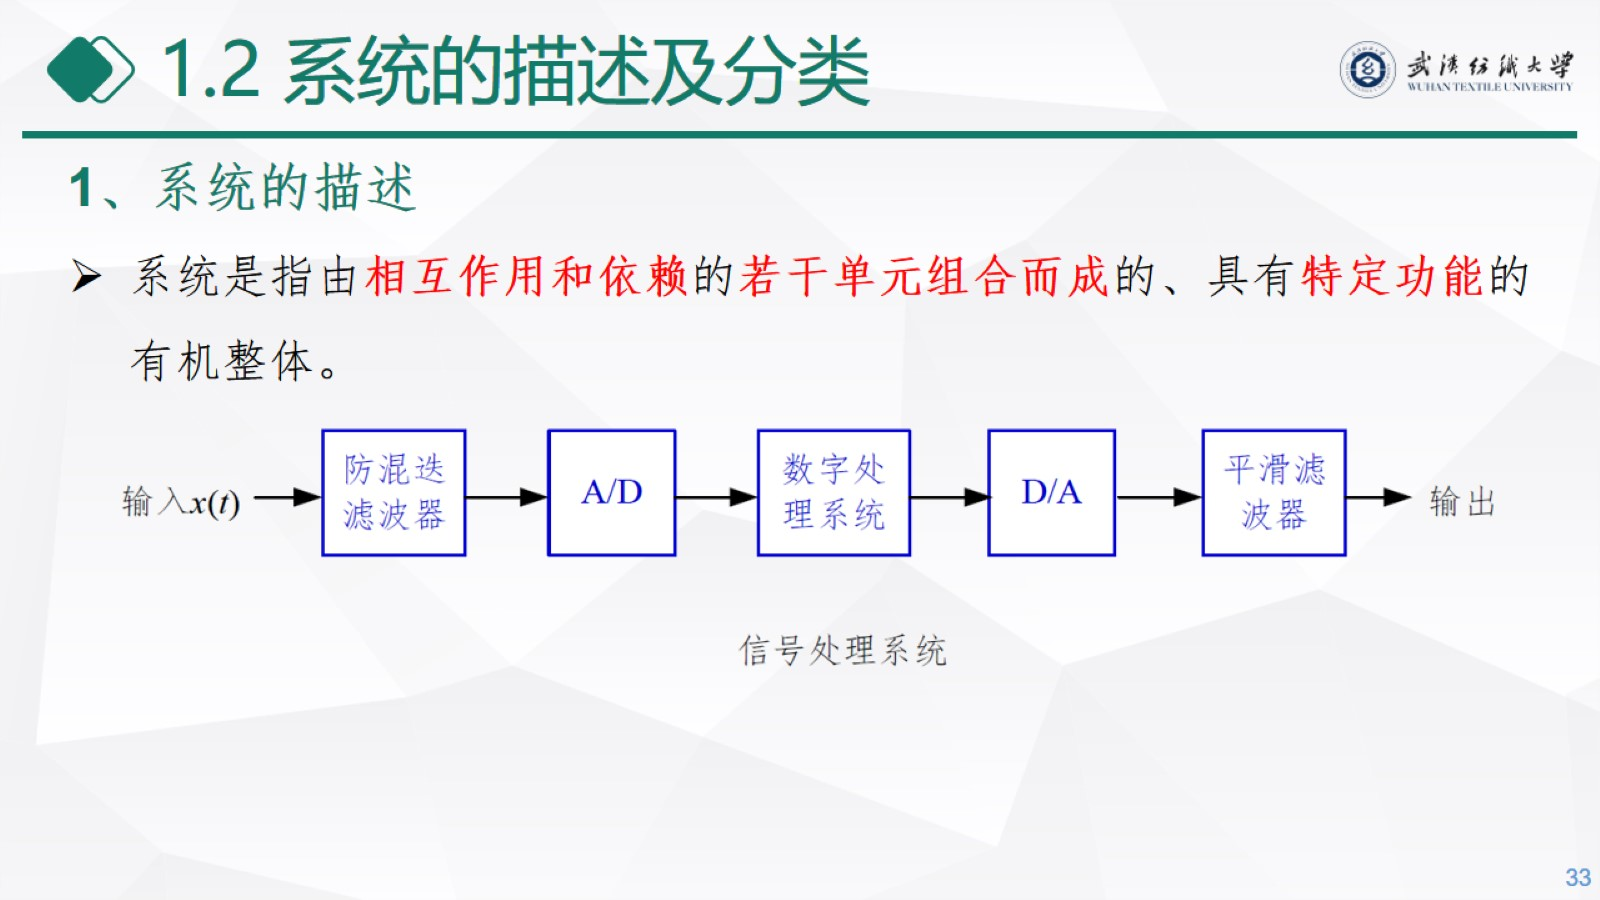 1.2 系统的描述及分类
武汉纺织大学
WUHAN TEXTILE UNIVERSITY
1、系统的描述
➢ 系统是指由相互作用和依赖的若干单元组合而成的、具有特定功能的
有机整体。
输入x(t)
防混迭
滤波器
A/D
数字处
理系统
D/A
平滑滤
波器
输出
信号处理系统
33